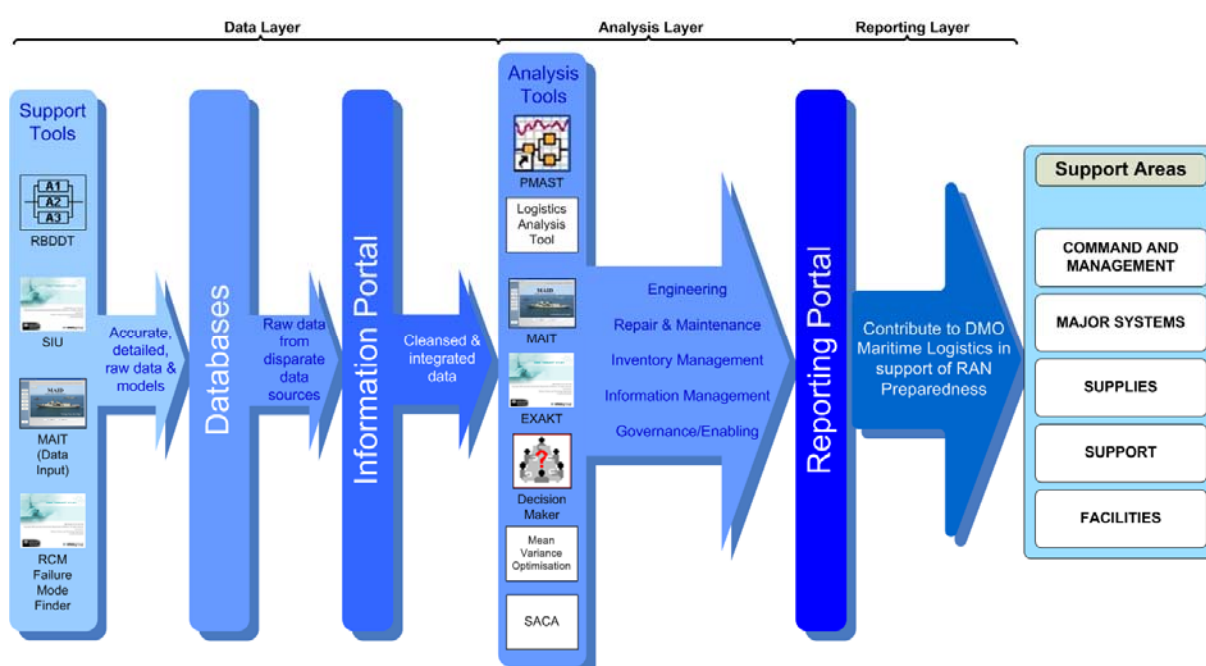 Data Layer
Analysis Layer
Reporting Layer
Support
Tools
A1
A2
A3
RBDDT
SIU
MAID
MAIT
(Data
Input)
RCM
Failure
Mode
Finder
Accurate,
detailed,
raw data &
models
Databases
Raw data
from
disparate
data
sources
Information Portal
Cleansed &
integrated
data
Analysis
Tools
PMAST
Logistics
Analysis
Tool
MAID
MAIT
EXAKT
?
Decision
Maker
Mean
Variance
Optimisation
SACA
Engineering
Repair & Maintenance
Inventory Management
Information Management
Governance/Enabling
Reporting Portal
Contribute to DMO
Maritime Logistics in
support of RAN
Preparedness
Support Areas
COMMAND AND
MANAGEMENT
MAJOR SYSTEMS
SUPPLIES
SUPPORT
FACILITIES